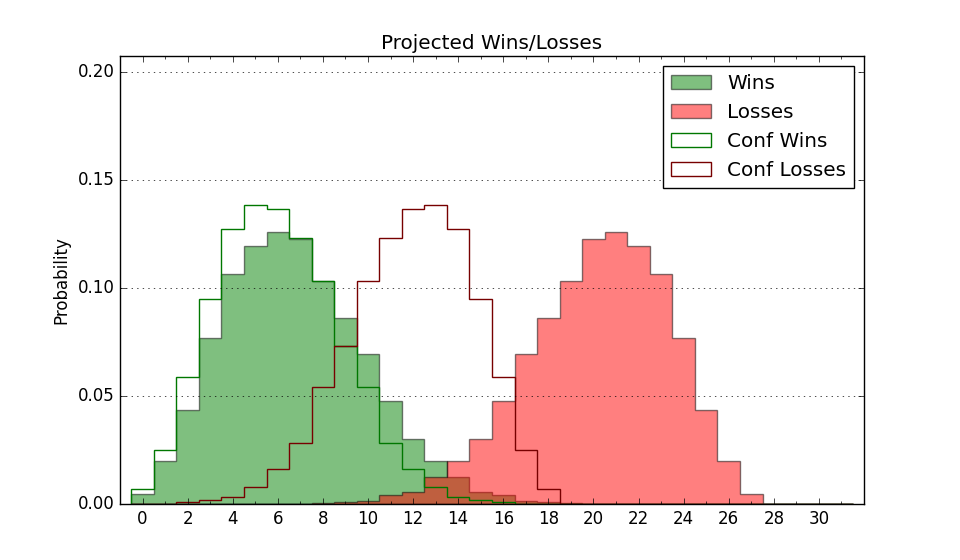 Projected Wins/Losses
0.20
0.15
0.10
0.05
0.00
Probability
Wins
Losses
Conf Wins
Conf Losses
0 2 4 6 8 10 12 14 16 18 20 22 24 26 28 30